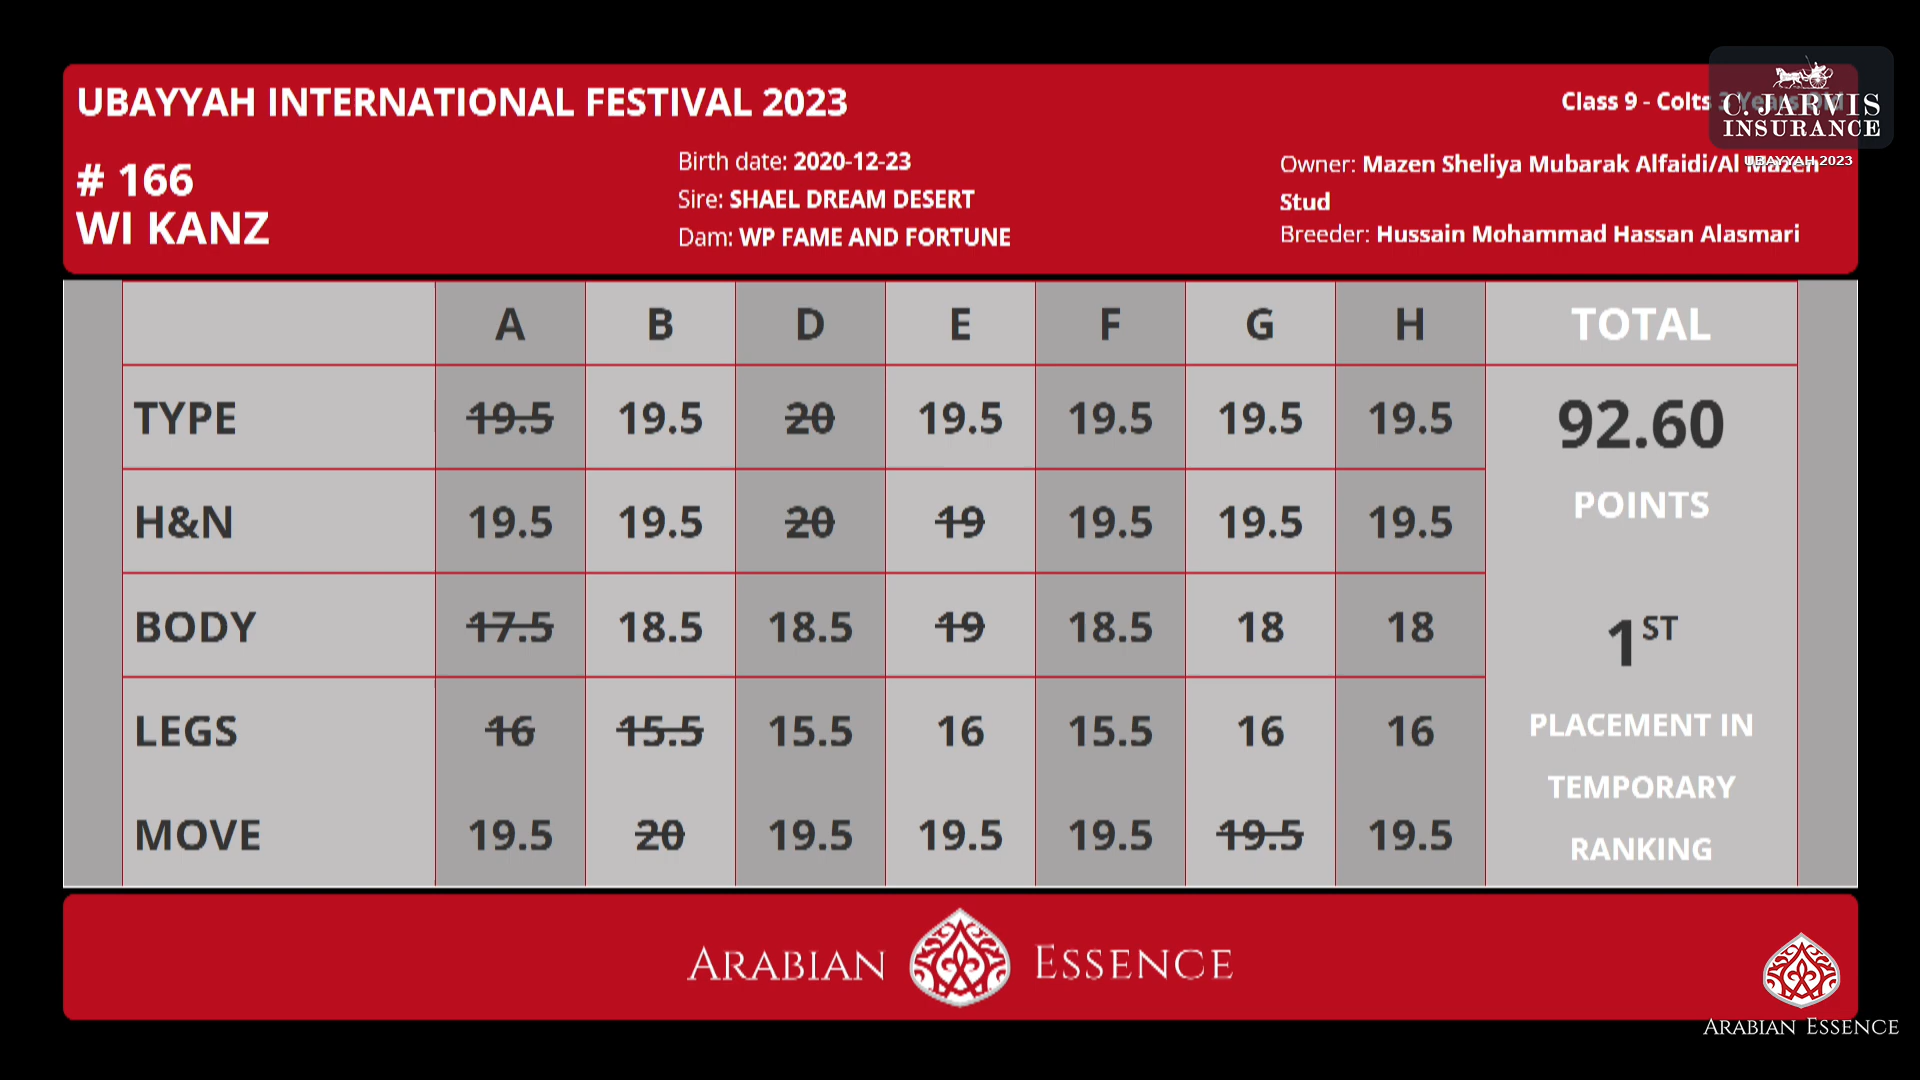 UBAYYAH INTERNATIONAL FESTIVAL 2023
Class 9 - Colts 3 Years Old
C. JARVIS
INSURANCE
UBAYYAH 2023
# 166
WI KANZ
Birth date: 2020-12-23
Sire: SHAEL DREAM DESERT
Dam: WP FAME AND FORTUNE
Owner: Mazen Sheliya Mubarak Alfaidi/Al Mazen
Stud
Breeder: Hussain Mohammad Hassan Alasmari
A B D E F G H TOTAL
TYPE 19.5 19.5 20 19.5 19.5 19.5 19.5
H&N 19.5 19.5 20 19 19.5 19.5 19.5
BODY 17.5 18.5 18.5 19 18.5 18 18
LEGS 16 15.5 15.5 16 15.5 16 16
MOVE 19.5 20 19.5 19.5 19.5 19.5 19.5
92.60
POINTS
1ST
PLACEMENT IN
TEMPORARY
RANKING
ARABIAN ESSENCE
ARABIAN ESSENCE